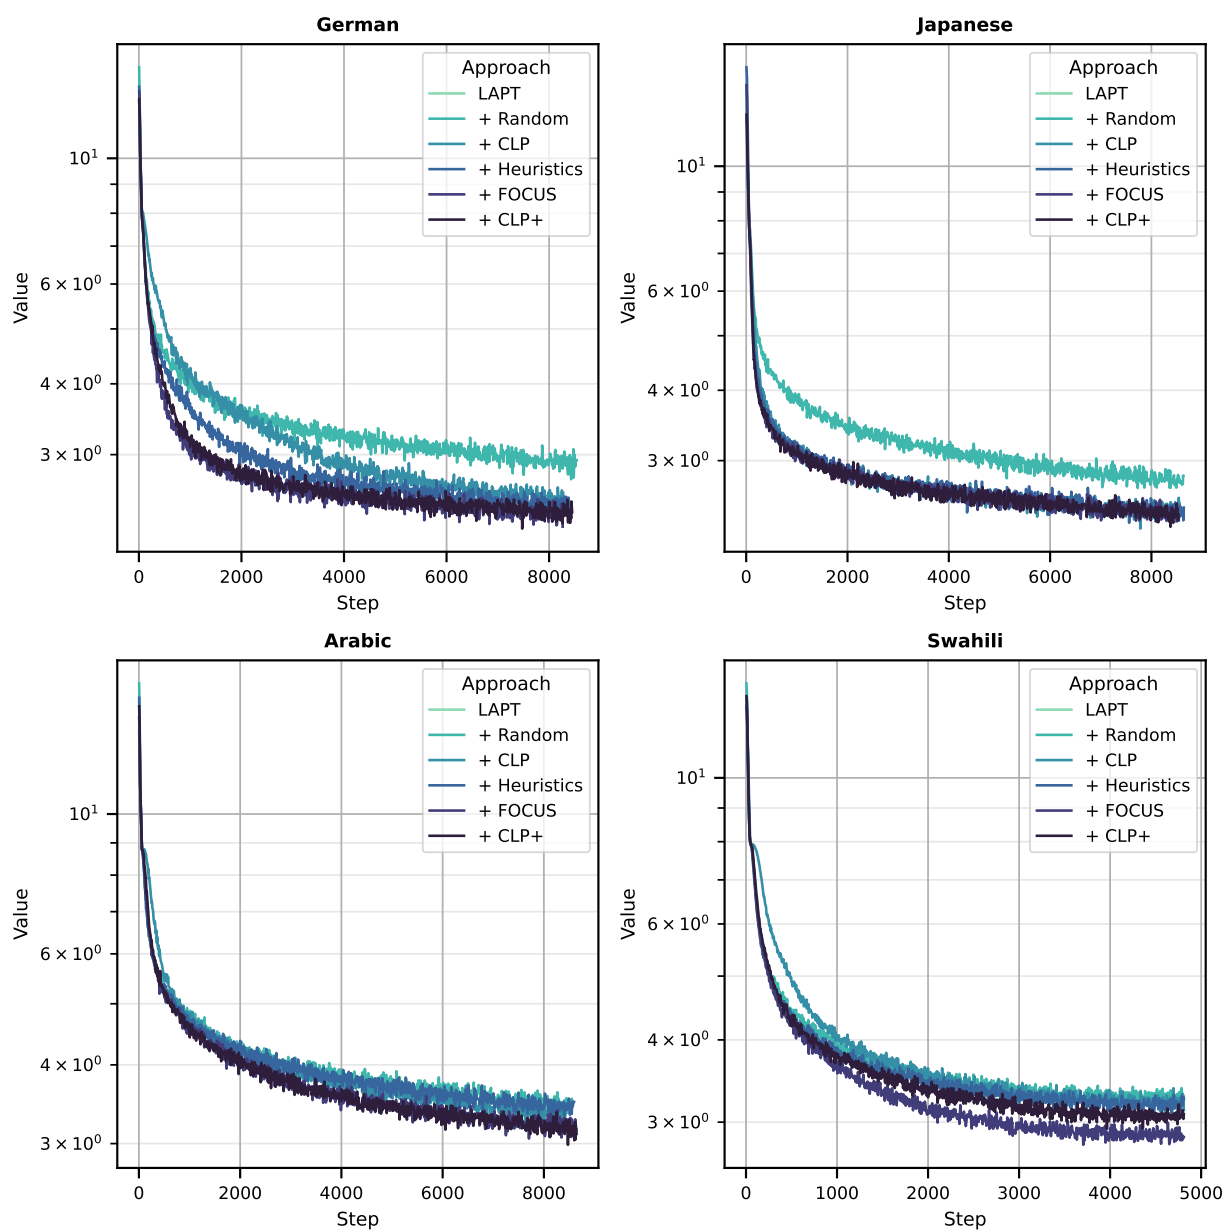 German
Value
10¹
6 × 10⁰
4 × 10⁰
3 × 10⁰
Approach
LAPT
+ Random
+ CLP
+ Heuristics
+ FOCUS
+ CLP+
0 2000 4000 6000 8000
Step
Japanese
Value
10¹
6 × 10⁰
4 × 10⁰
3 × 10⁰
Approach
LAPT
+ Random
+ CLP
+ Heuristics
+ FOCUS
+ CLP+
0 2000 4000 6000 8000
Step
Arabic
Value
10¹
6 × 10⁰
4 × 10⁰
3 × 10⁰
Approach
LAPT
+ Random
+ CLP
+ Heuristics
+ FOCUS
+ CLP+
0 2000 4000 6000 8000
Step
Swahili
Value
10¹
6 × 10⁰
4 × 10⁰
3 × 10⁰
Approach
LAPT
+ Random
+ CLP
+ Heuristics
+ FOCUS
+ CLP+
0 1000 2000 3000 4000 5000
Step